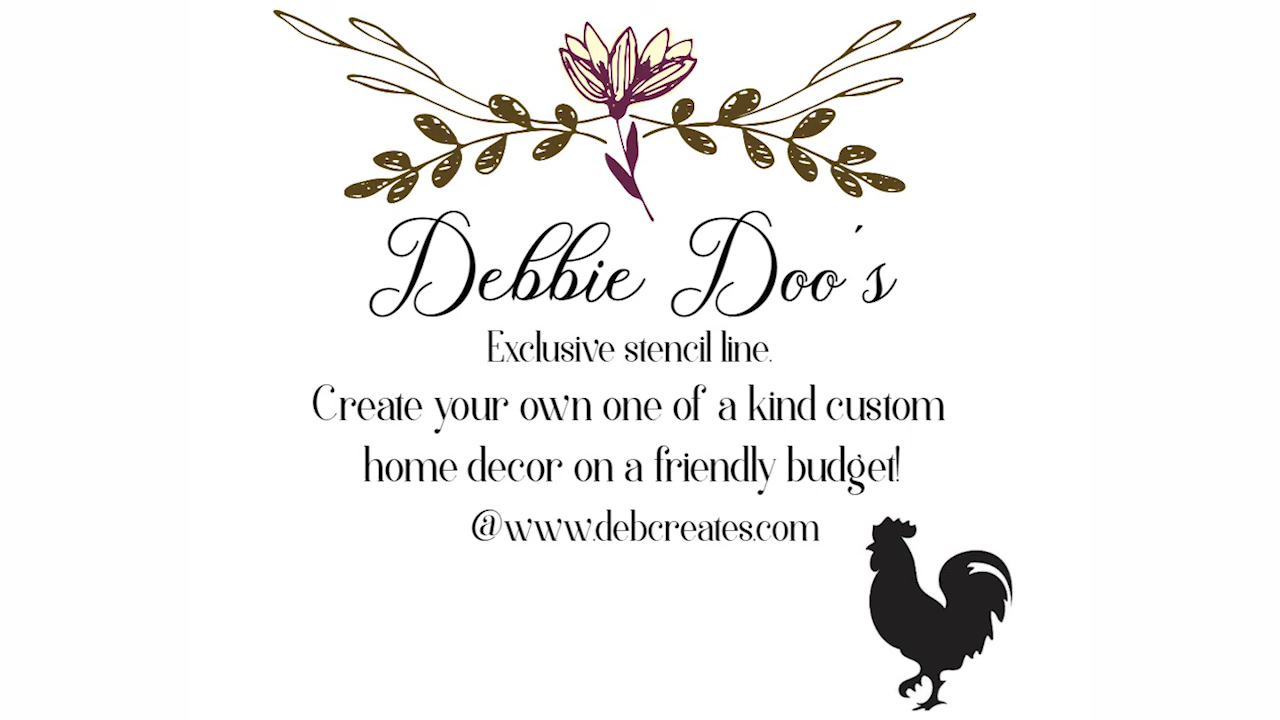 Debbie Doo's
Exclusive stencil line.
Create your own one of a kind custom
home decor on a friendly budget!
@www.debcreates.com